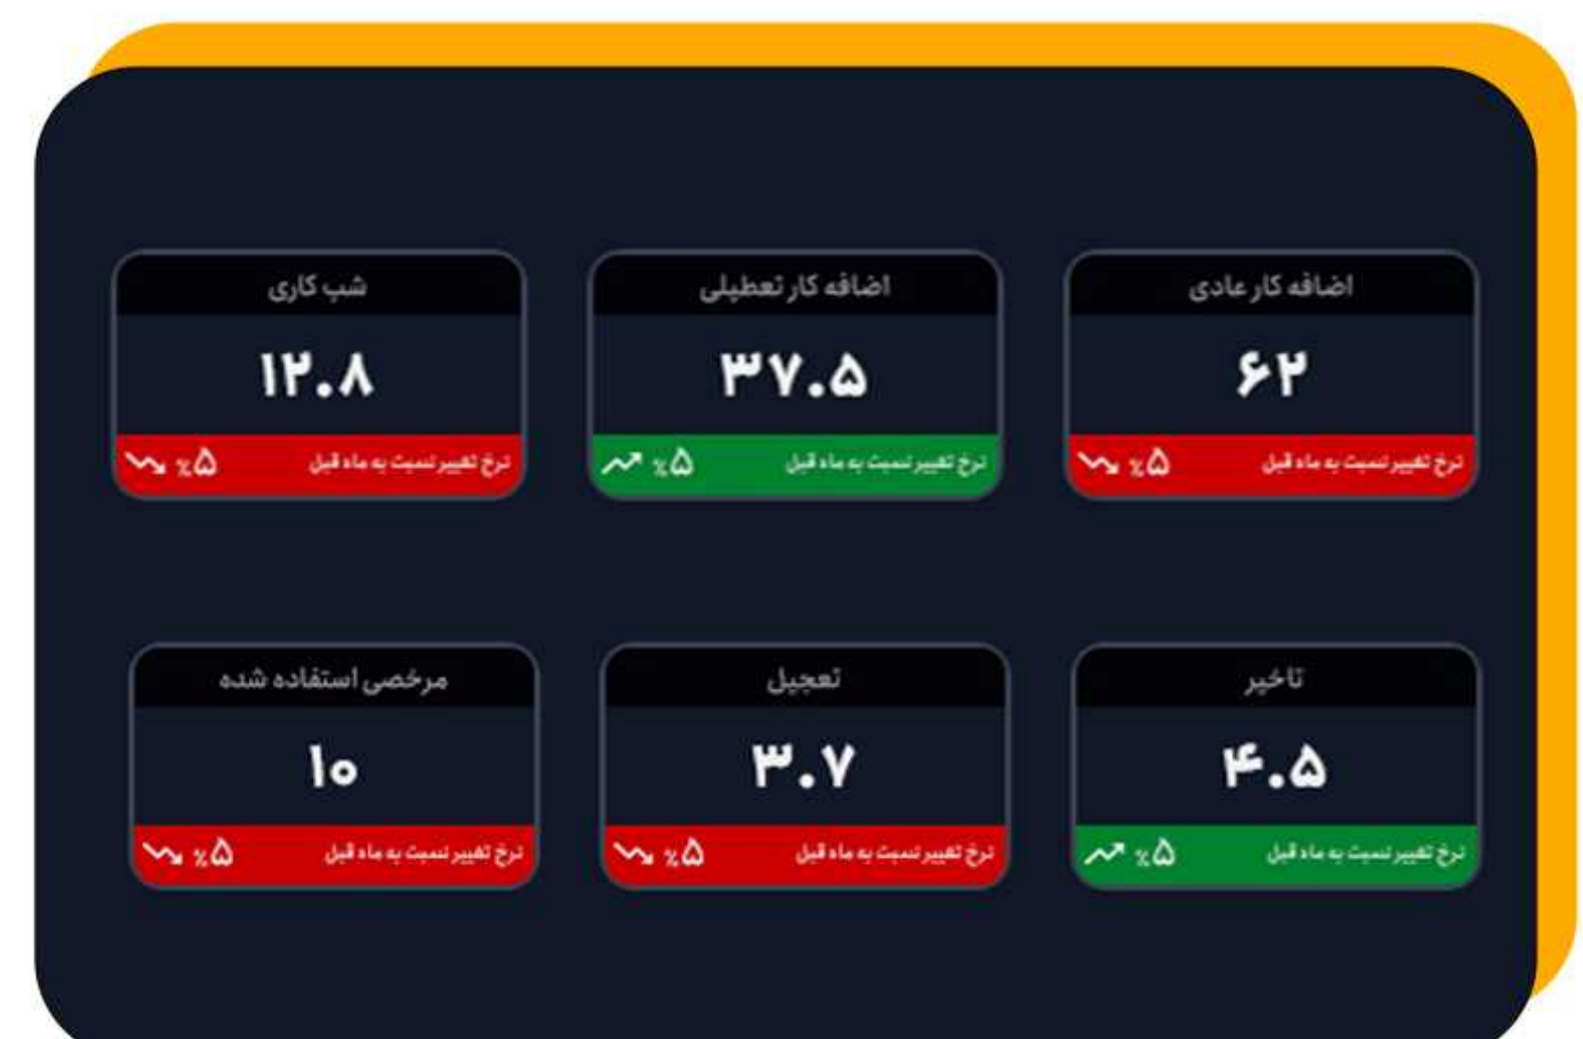 اضافه کار عادی
۶۲
نرخ تغییر نسبت به ماه قبل ۵٪
اضافه کار تعطیلی
۳۷.۵
نرخ تغییر نسبت به ماه قبل ۵٪
شب کاری
۱۲.۸
نرخ تغییر نسبت به ماه قبل ۵٪
تاخیر
۴.۵
نرخ تغییر نسبت به ماه قبل ۵٪
تعجیل
۳.۷
نرخ تغییر نسبت به ماه قبل ۵٪
مرخصی استفاده شده
۱۰
نرخ تغییر نسبت به ماه قبل ۵٪